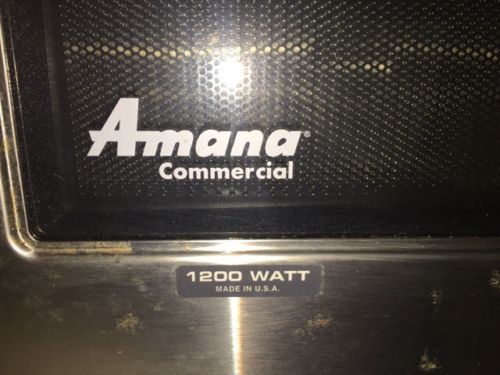 Amana®
Commercial
1200 WATT
MADE IN U.S.A.